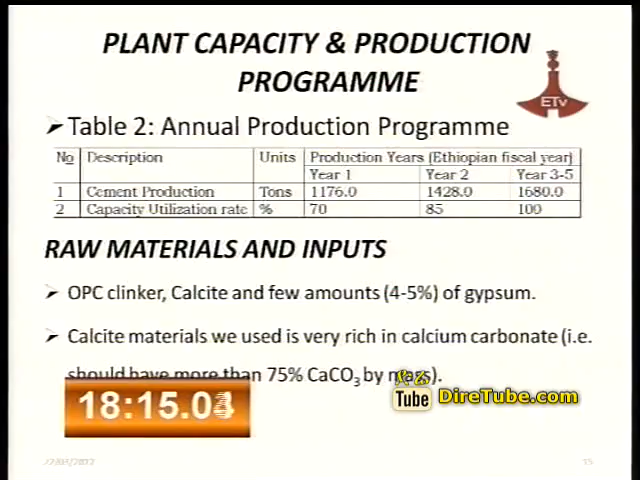 PLANT CAPACITY & PRODUCTION
PROGRAMME
ETV
➢ Table 2: Annual Production Programme
No Description Units Production Years (Ethiopian fiscal year)
Year 1 Year 2 Year 3-5
1 Cement Production Tons 1176.0 1428.0 1680.0
2 Capacity Utilization rate % 70 85 100
RAW MATERIALS AND INPUTS
➢ OPC clinker, Calcite and few amounts (4-5%) of gypsum.
➢ Calcite materials we used is very rich in calcium carbonate (i.e.
should have more than 75% CaCO3 by mass).
Tube DireTube.com
15